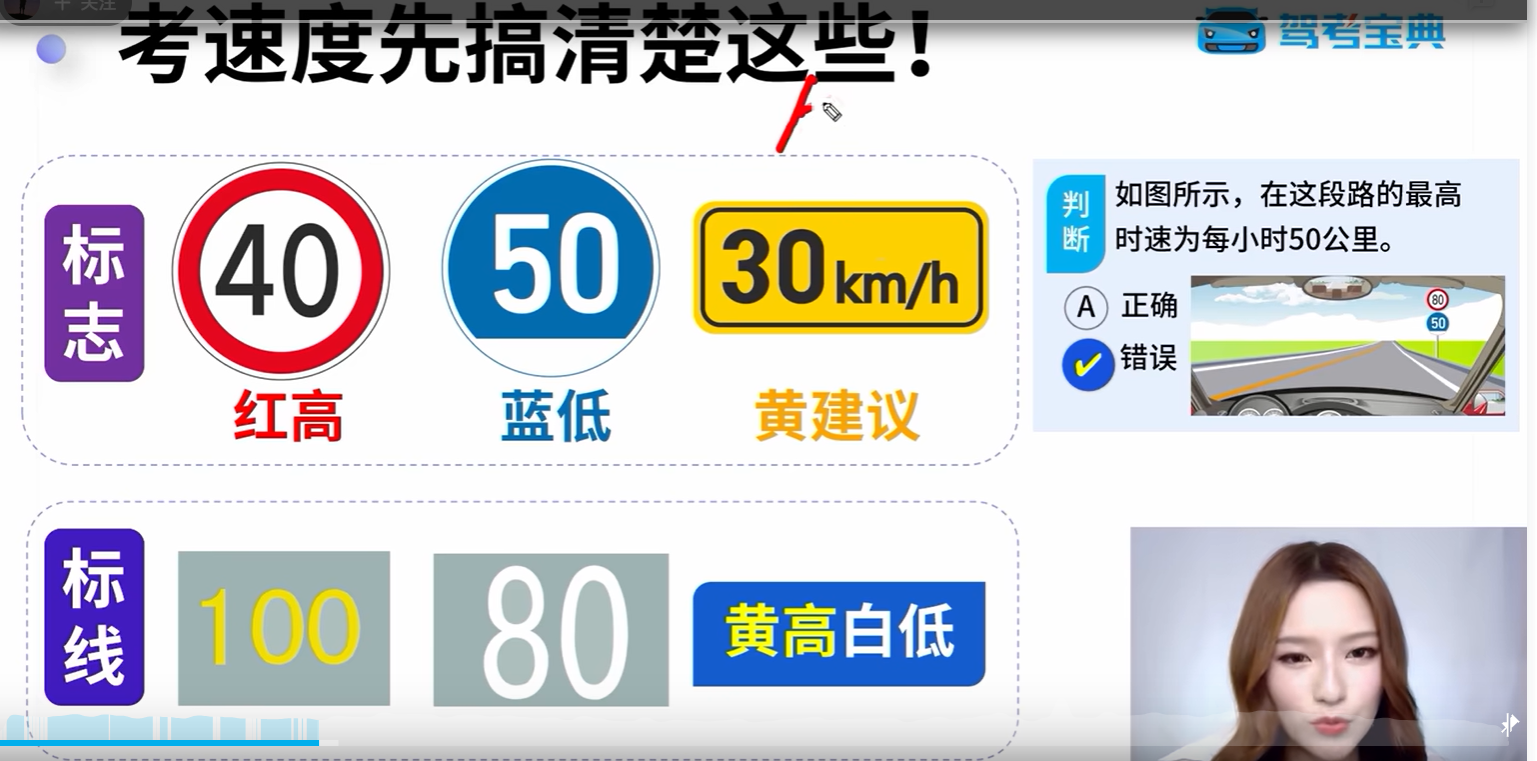 + 关注
考速度先搞清楚这些！
驾考宝典
标志
40
50
30km/h
红高
蓝低
黄建议
判断
如图所示，在这段路的最高
时速为每小时50公里。
A 正确
错误
80
50
标线
100
80
黄高白低